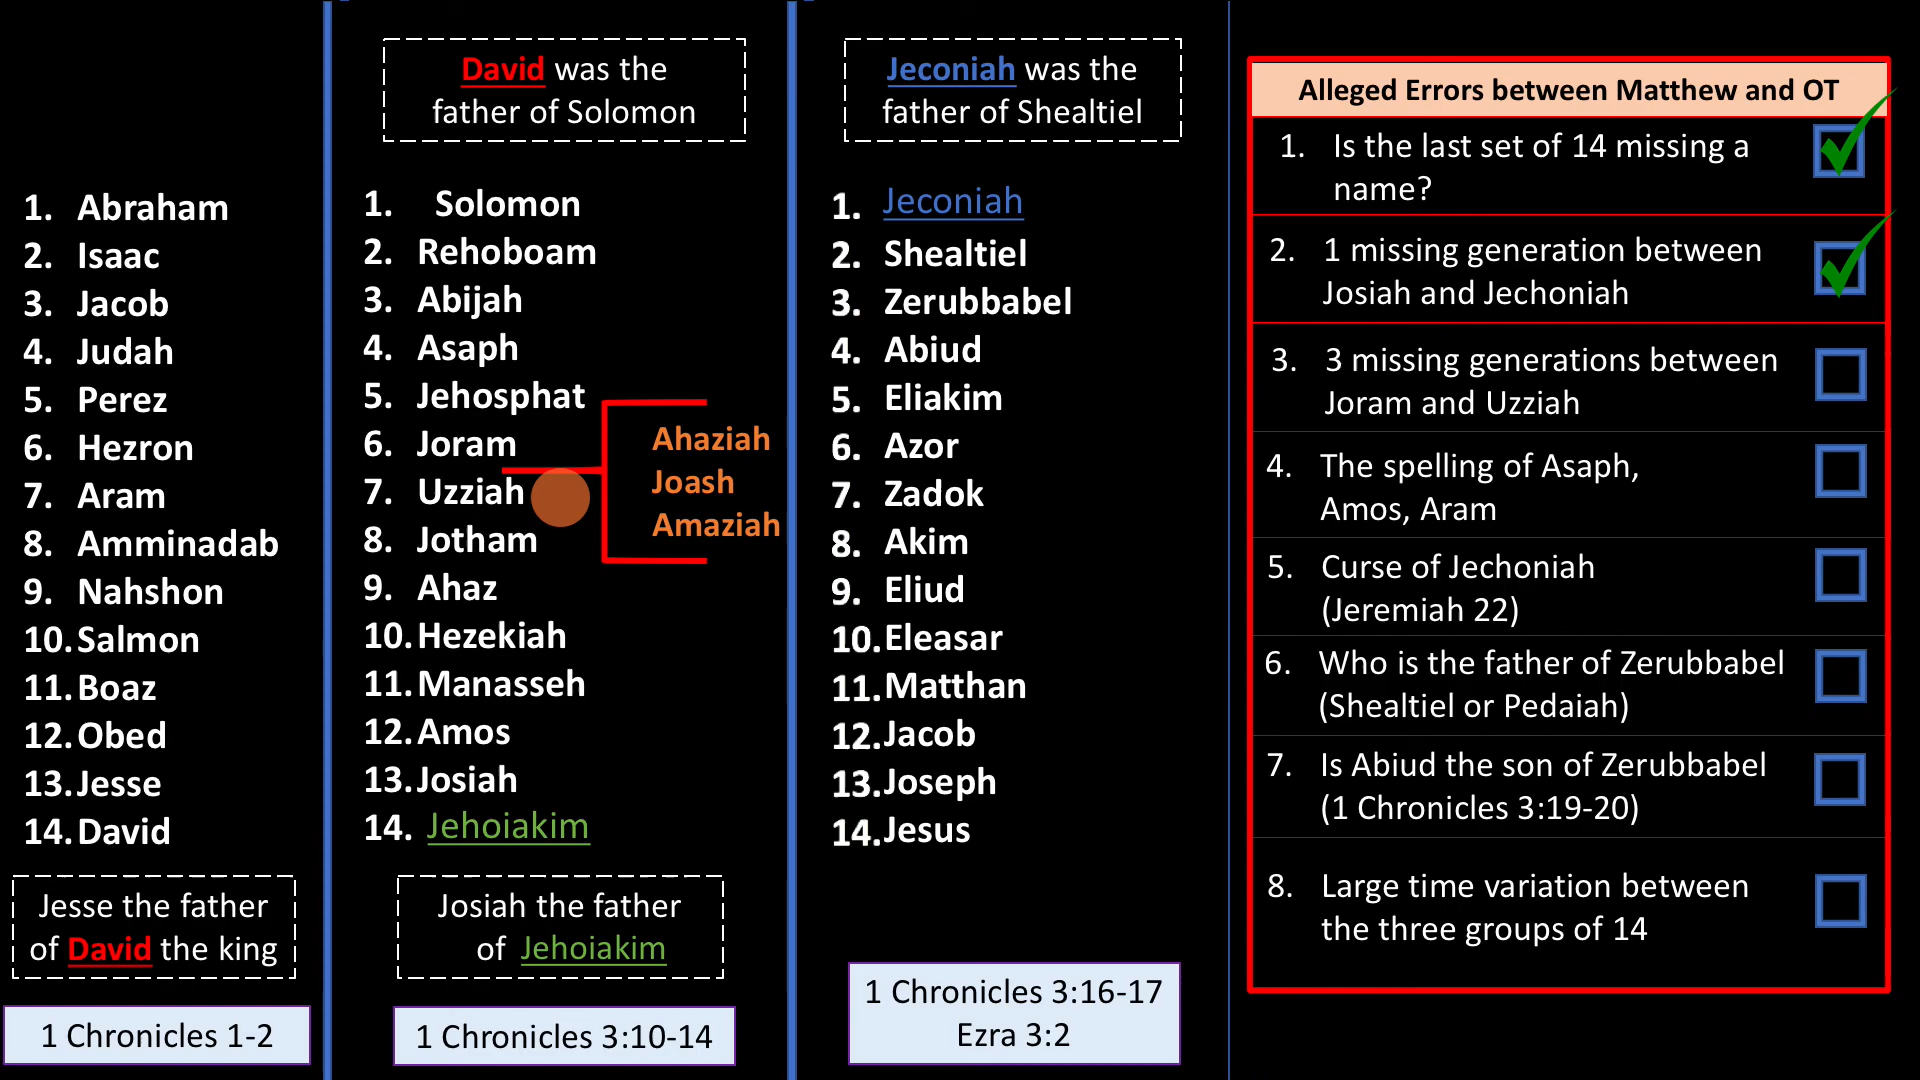 1. Abraham
2. Isaac
3. Jacob
4. Judah
5. Perez
6. Hezron
7. Aram
8. Amminadab
9. Nahshon
10. Salmon
11. Boaz
12. Obed
13. Jesse
14. David
Jesse the father
of David the king
1 Chronicles 1-2
David was the
father of Solomon
1. Solomon
2. Rehoboam
3. Abijah
4. Asaph
5. Jehosphat
6. Joram
7. Uzziah
8. Jotham
9. Ahaz
10. Hezekiah
11. Manasseh
12. Amos
13. Josiah
14. Jehoiakim
Ahaziah
Joash
Amaziah
Josiah the father
of Jehoiakim
1 Chronicles 3:10-14
Jeconiah was the
father of Shealtiel
1. Jeconiah
2. Shealtiel
3. Zerubbabel
4. Abiud
5. Eliakim
6. Azor
7. Zadok
8. Akim
9. Eliud
10. Eleasar
11. Matthan
12. Jacob
13. Joseph
14. Jesus
1 Chronicles 3:16-17
Ezra 3:2
Alleged Errors between Matthew and OT
1. Is the last set of 14 missing a
name?
2. 1 missing generation between
Josiah and Jechoniah
3. 3 missing generations between
Joram and Uzziah
4. The spelling of Asaph,
Amos, Aram
5. Curse of Jechoniah
(Jeremiah 22)
6. Who is the father of Zerubbabel
(Shealtiel or Pedaiah)
7. Is Abiud the son of Zerubbabel
(1 Chronicles 3:19-20)
8. Large time variation between
the three groups of 14